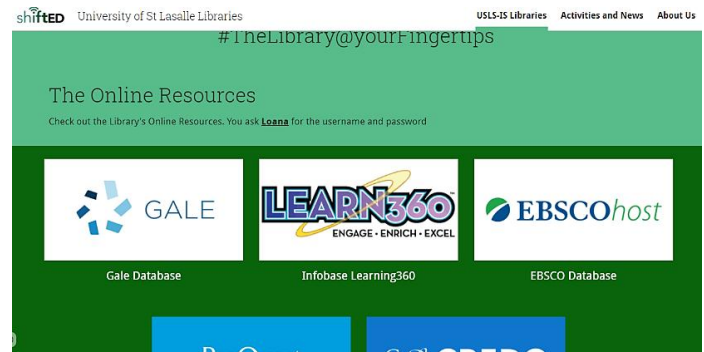 shiftED University of St Lasalle Libraries USLS-IS Libraries Activities and News About Us
#TheLibrary@yourFingertips
The Online Resources
Check out the Library's Online Resources. You ask Loana for the username and password
GALE LEARN360 EBSCOhost
ENGAGE • ENRICH • EXCEL
Gale Database Infobase Learning360 EBSCO Database
CREDO